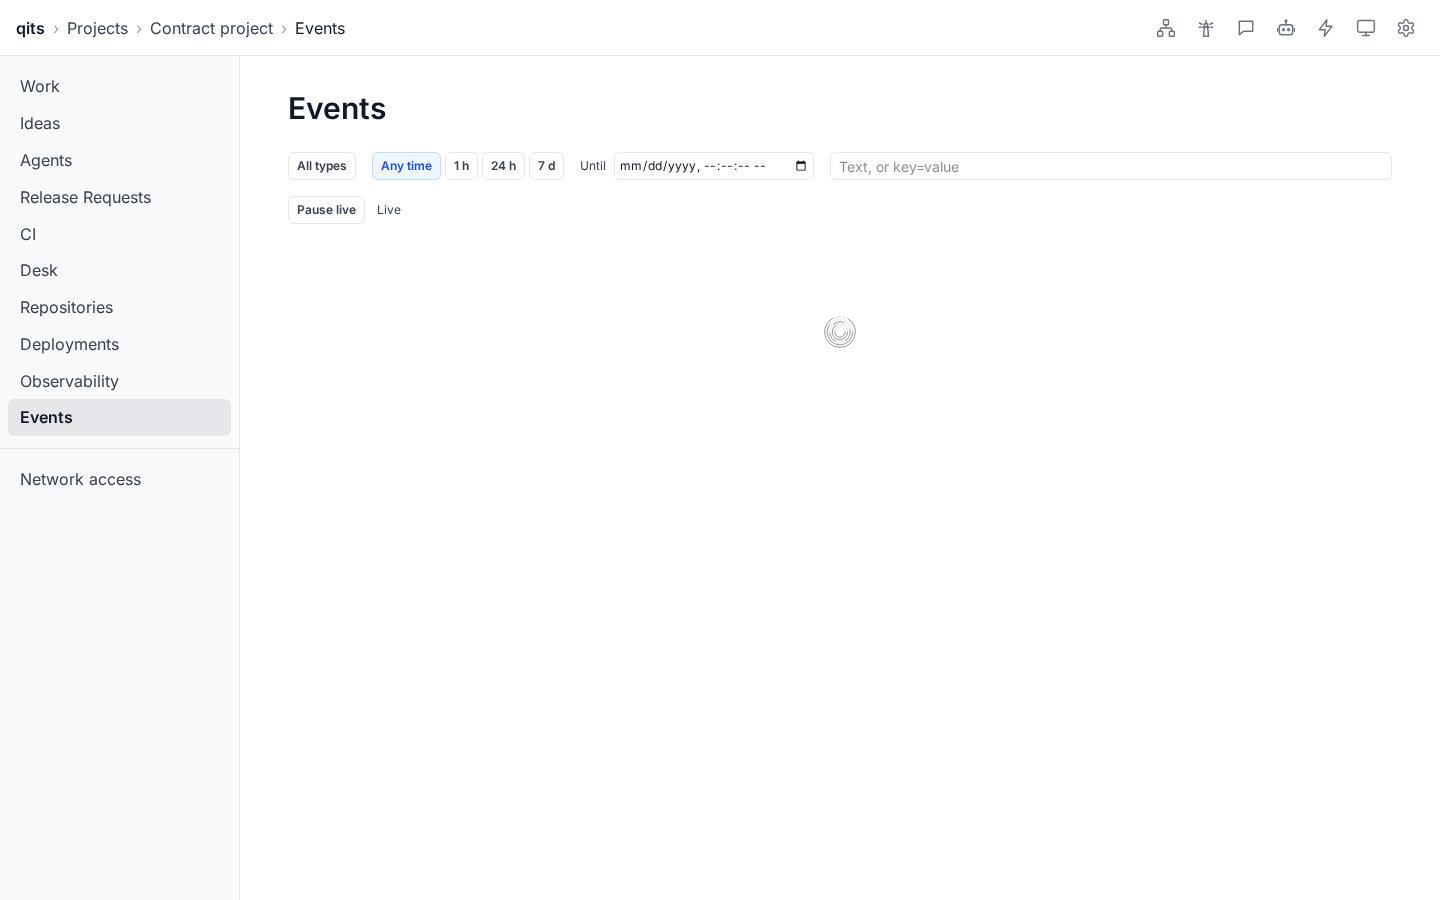 qits › Projects › Contract project › Events
Work
Ideas
Agents
Release Requests
CI
Desk
Repositories
Deployments
Observability
Events
Network access
Events
All types Any time 1 h 24 h 7 d Until mm/dd/yyyy, --:--:-- -- Text, or key=value
Pause live Live